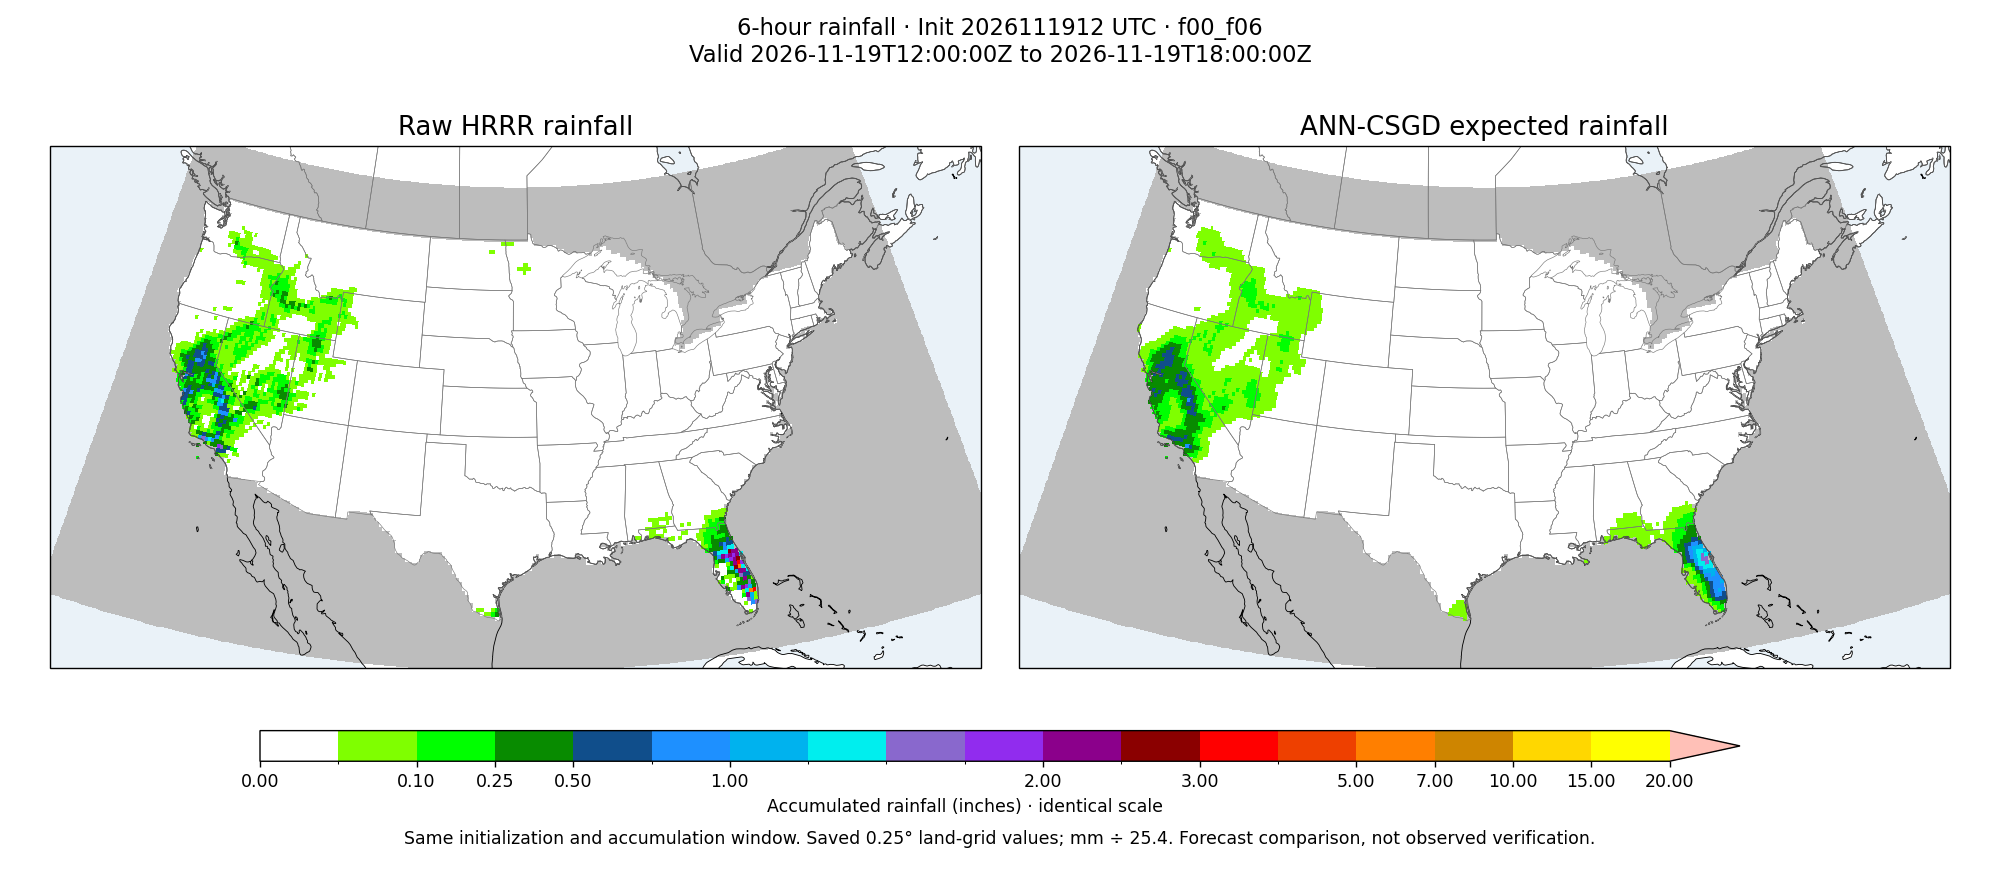 6-hour rainfall · Init 2026111912 UTC · f00_f06
Valid 2026-11-19T12:00:00Z to 2026-11-19T18:00:00Z
Raw HRRR rainfall
ANN-CSGD expected rainfall
0.00 0.10 0.25 0.50 1.00 2.00 3.00 5.00 7.00 10.00 15.00 20.00
Accumulated rainfall (inches) · identical scale
Same initialization and accumulation window. Saved 0.25° land-grid values; mm ÷ 25.4. Forecast comparison, not observed verification.